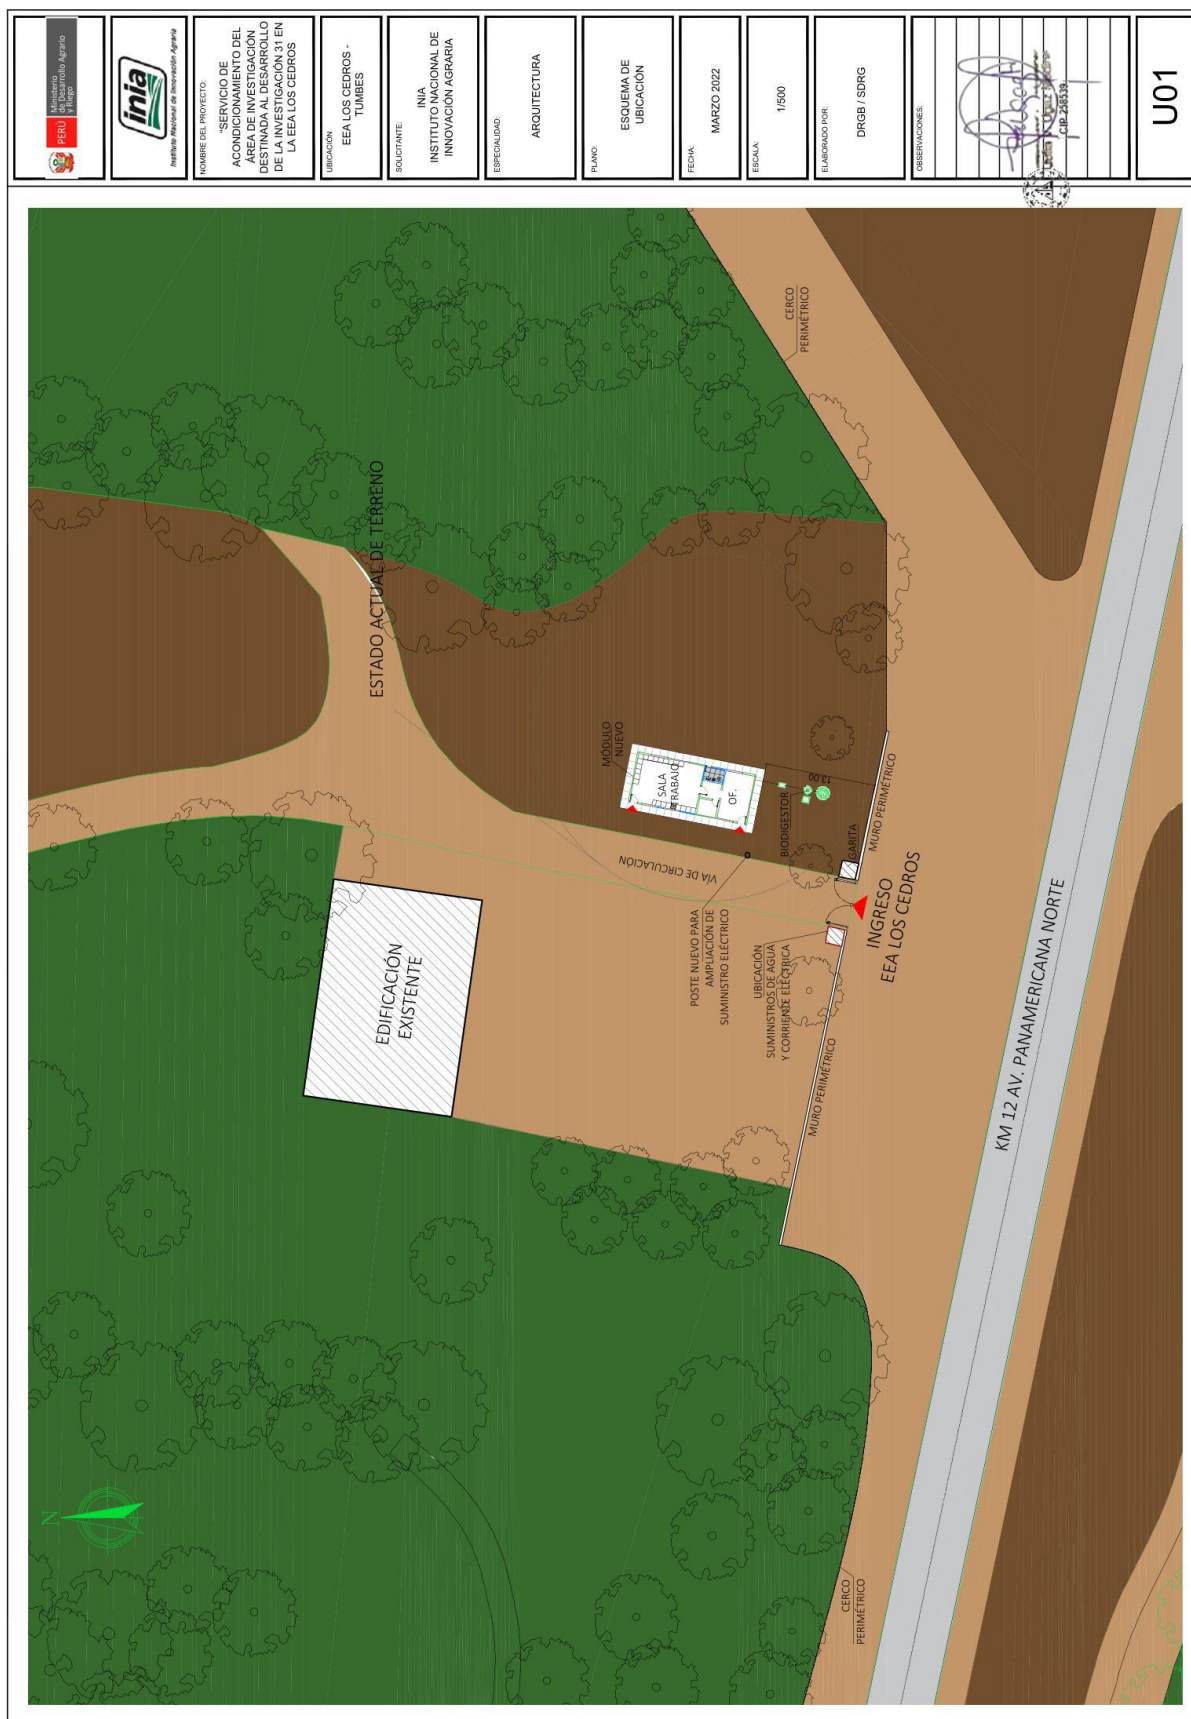 PERÚ
Ministerio
de Desarrollo Agrario
y Riego
inia
Instituto Nacional de Innovación Agraria
NOMBRE DEL PROYECTO:
"SERVICIO DE
ACONDICIONAMIENTO DEL
ÁREA DE INVESTIGACIÓN
DESTINADA AL DESARROLLO
DE LA INVESTIGACIÓN 31 EN
LA EEA LOS CEDROS
UBICACIÓN
EEA LOS CEDROS -
TUMBES
SOLICITANTE:
INIA
INSTITUTO NACIONAL DE
INNOVACIÓN AGRARIA
ESPECIALIDAD:
ARQUITECTURA
PLANO:
ESQUEMA DE
UBICACIÓN
FECHA:
MARZO 2022
ESCALA:
1/500
ELABORADO POR:
DRGB / SDRG
OBSERVACIONES:
CIP 258539
U01
ESTADO ACTUAL DE TERRENO
CERCO
PERIMÉTRICO
MÓDULO
NUEVO
SALA
TRABAJO
OF.
13.00
BIODIGESTOR
GARITA
MURO PERIMÉTRICO
VÍA DE CIRCULACIÓN
POSTE NUEVO PARA
AMPLIACIÓN DE
SUMINISTRO ELÉCTRICO
UBICACIÓN
SUMINISTROS DE AGUA
Y CORRIENTE ELÉCTRICA
INGRESO
EEA LOS CEDROS
EDIFICACIÓN
EXISTENTE
MURO PERIMÉTRICO
KM 12 AV. PANAMERICANA NORTE
N
CERCO
PERIMÉTRICO